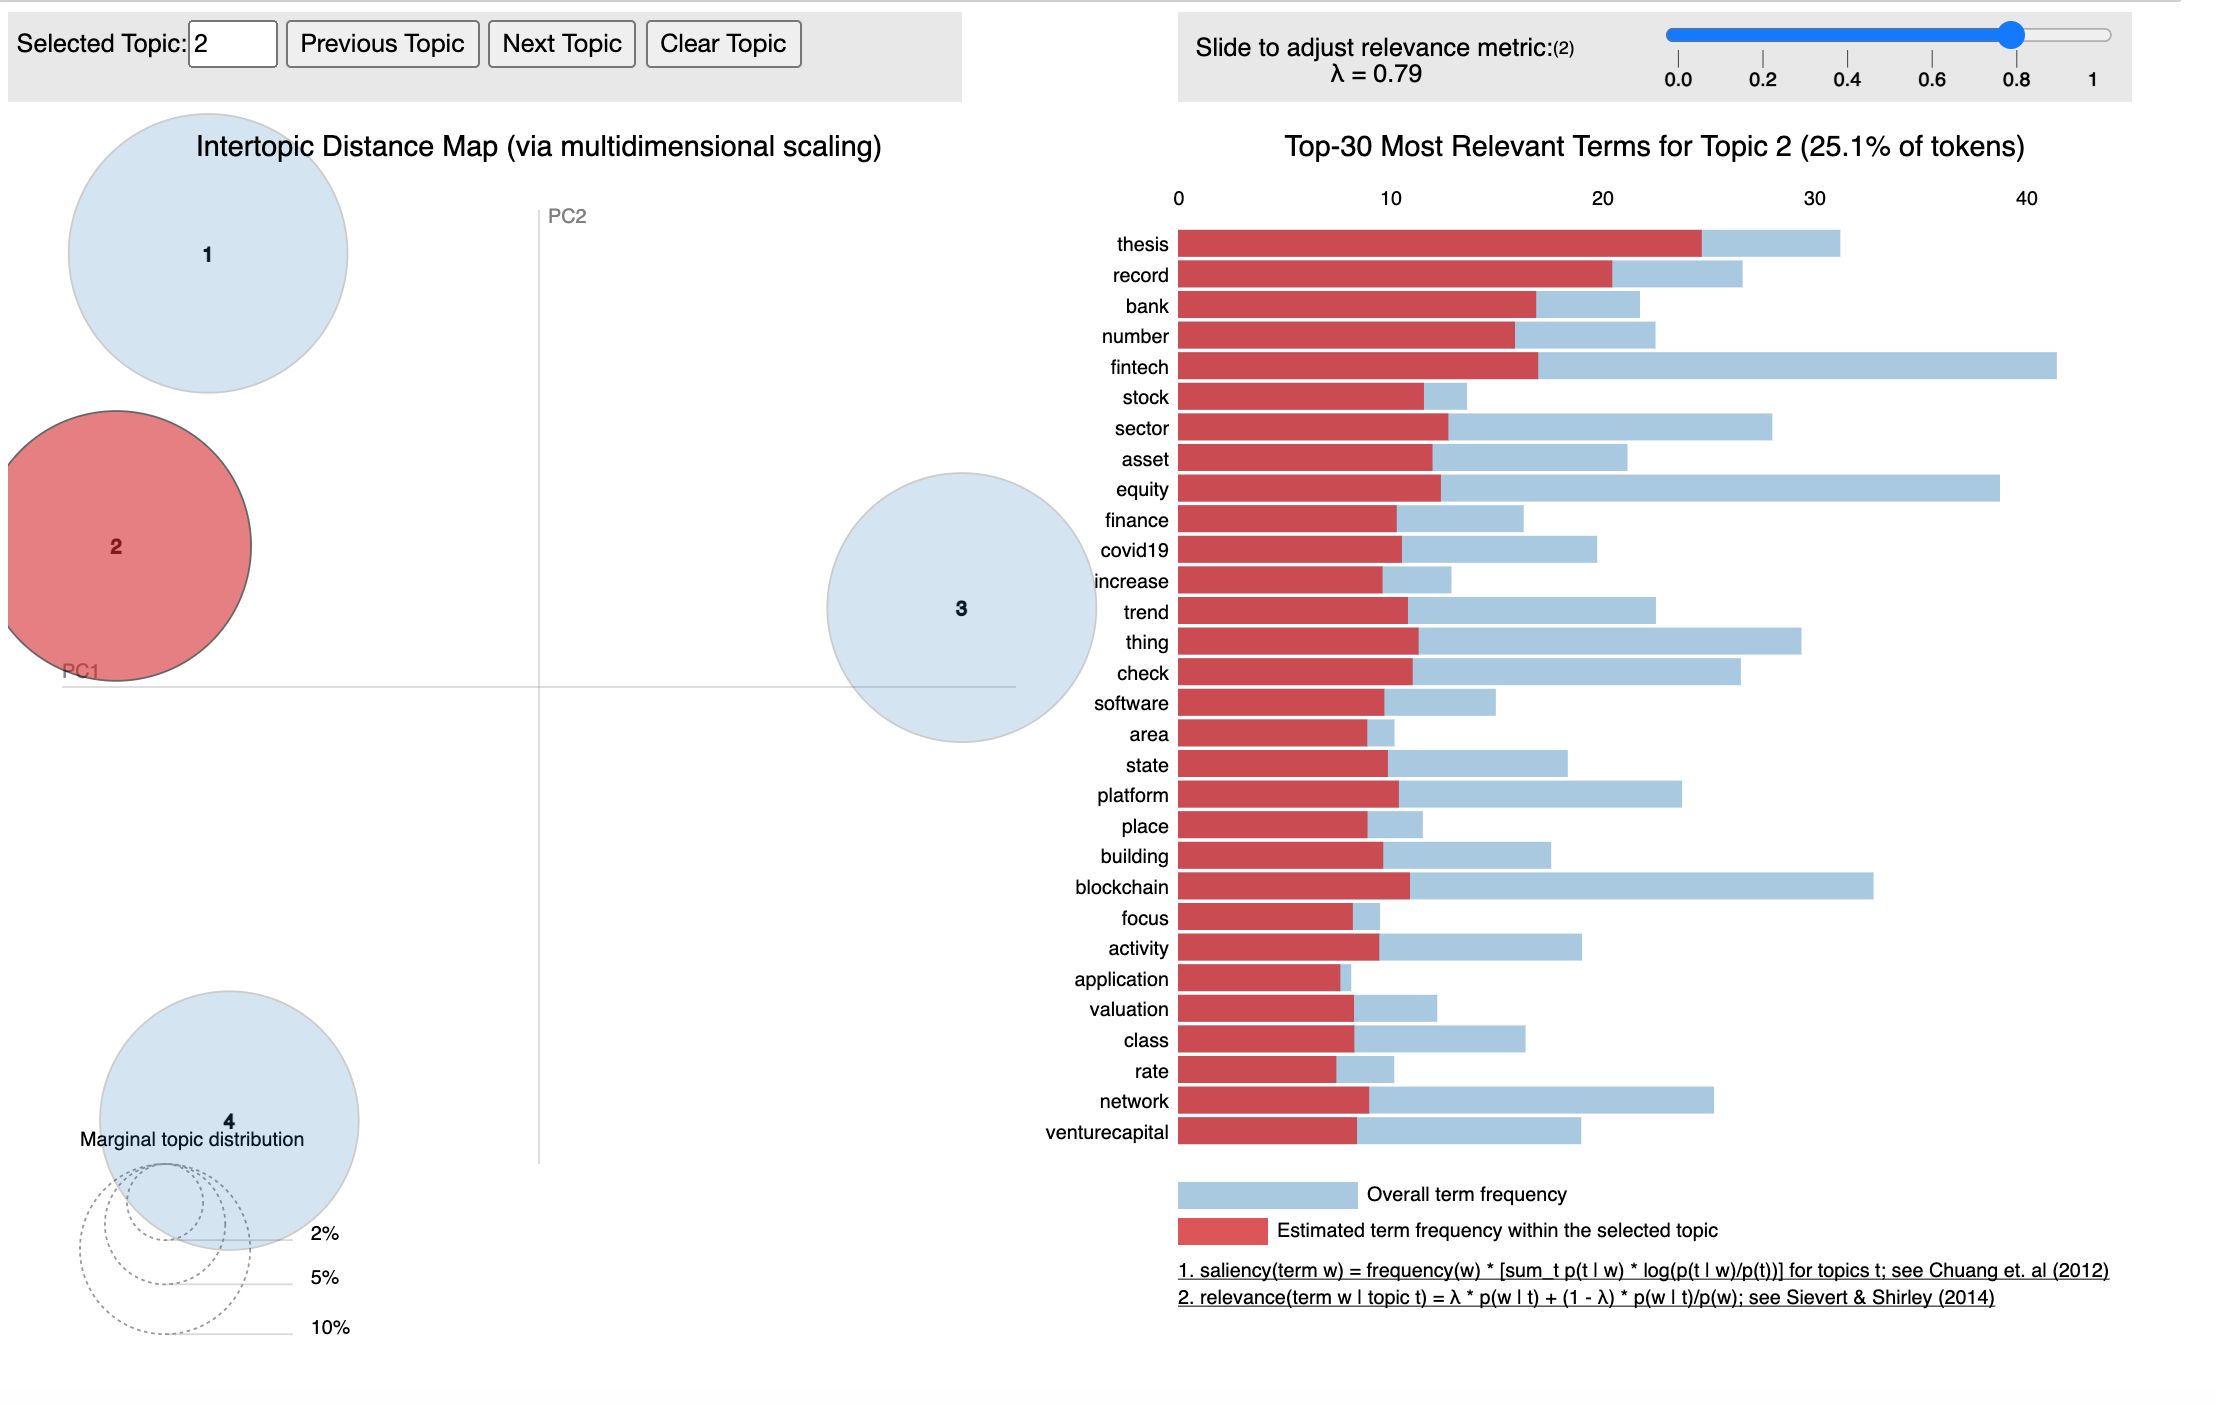 Selected Topic: 2 Previous Topic Next Topic Clear Topic
Slide to adjust relevance metric:(2)
λ = 0.79
0.0 0.2 0.4 0.6 0.8 1
Intertopic Distance Map (via multidimensional scaling)
PC2
PC1
1
2
3
4
Marginal topic distribution
2%
5%
10%
Top-30 Most Relevant Terms for Topic 2 (25.1% of tokens)
0 10 20 30 40
thesis
record
bank
number
fintech
stock
sector
asset
equity
finance
covid19
increase
trend
thing
check
software
area
state
platform
place
building
blockchain
focus
activity
application
valuation
class
rate
network
venturecapital
Overall term frequency
Estimated term frequency within the selected topic
1. saliency(term w) = frequency(w) * [sum_t p(t | w) * log(p(t | w)/p(t))] for topics t; see Chuang et. al (2012)
2. relevance(term w | topic t) = λ * p(w | t) + (1 - λ) * p(w | t)/p(w); see Sievert & Shirley (2014)